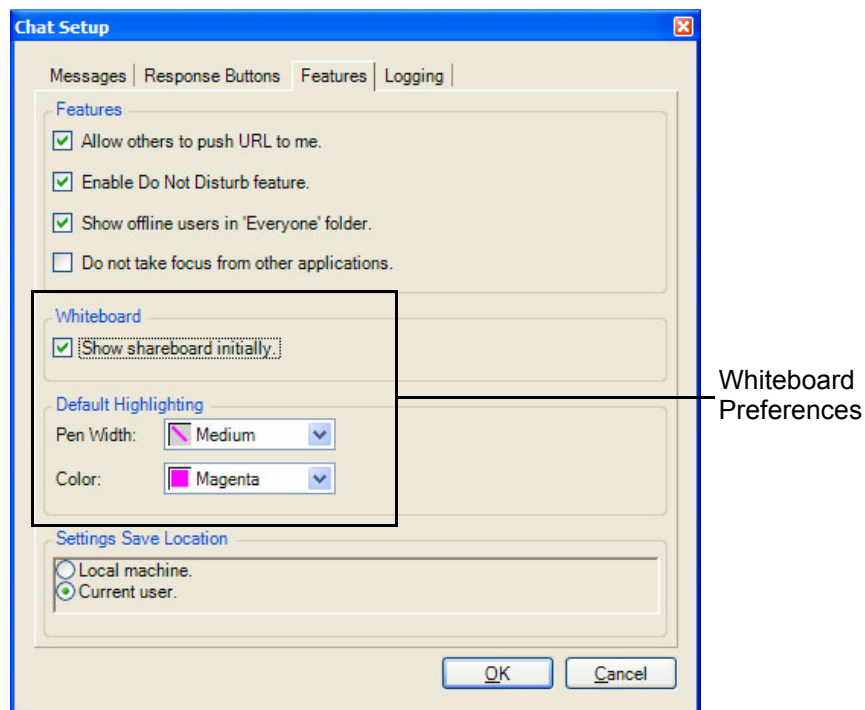 Chat Setup
Messages Response Buttons Features Logging
Features
Allow others to push URL to me.
Enable Do Not Disturb feature.
Show offline users in 'Everyone' folder.
Do not take focus from other applications.
Whiteboard
Show shareboard initially.
Default Highlighting
Pen Width: Medium
Color: Magenta
Whiteboard
Preferences
Settings Save Location
Local machine.
Current user.
OK Cancel